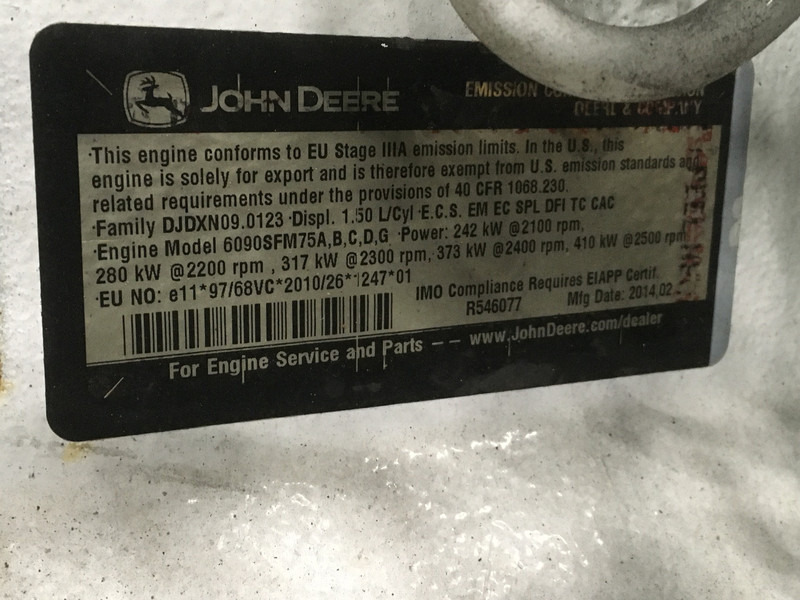 JOHN DEERE
EMISSION
DEERE & COMPANY
·This engine conforms to EU Stage IIIA emission limits. In the U.S., this
engine is solely for export and is therefore exempt from U.S. emission standards and
related requirements under the provisions of 40 CFR 1068.230.
·Family DJDXN09.0123 ·Displ. 1.50 L/Cyl ·E.C.S. EM EC SPL DFI TC CAC
·Engine Model 6090SFM75A,B,C,D,G ·Power: 242 kW @2100 rpm,
280 kW @2200 rpm , 317 kW @2300 rpm, 373 kW @2400 rpm, 410 kW @2500 rpm
·EU NO: e11*97/68VC*2010/26*1247*01
IMO Compliance Requires EIAPP Certif.
R546077 Mfg Date: 2014,02
For Engine Service and Parts -- www.JohnDeere.com/dealer